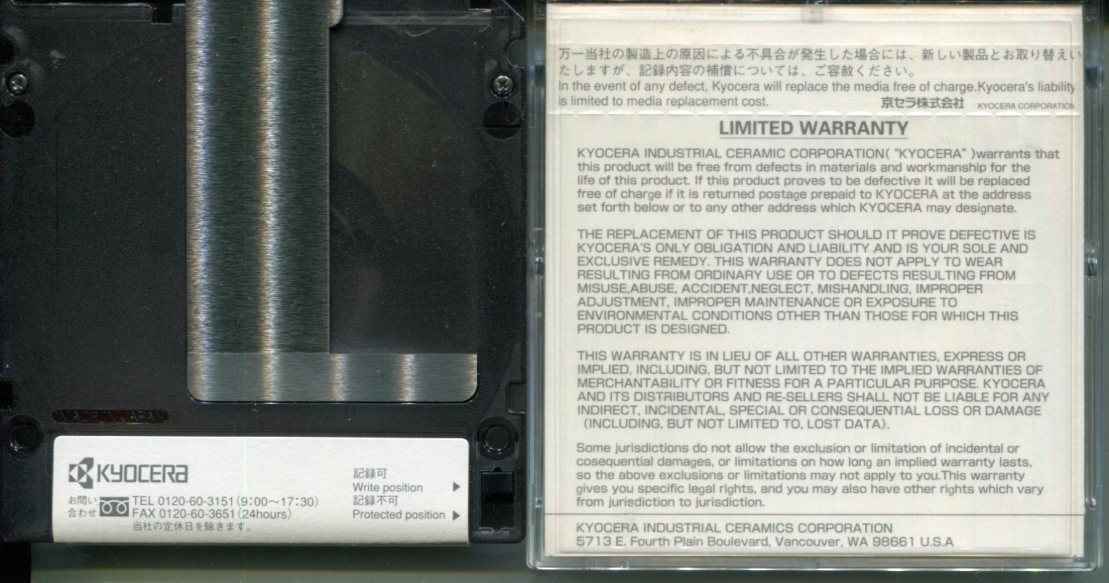 MADE IN JAPAN
KYOCERA
お問い
合わせ
TEL 0120-60-3151(9:00～17:30)
FAX 0120-60-3651(24hours)
当社の定休日を除きます。
記録可
Write position
記録不可
Protected position
万一当社の製造上の原因による不具合が発生した場合には、新しい製品とお取り替えい
たしますが、記録内容の補償については、ご容赦ください。
In the event of any defect, Kyocera will replace the media free of charge.Kyocera's liability
is limited to media replacement cost.
京セラ株式会社 KYOCERA CORPORATION
LIMITED WARRANTY
KYOCERA INDUSTRIAL CERAMIC CORPORATION( "KYOCERA" )warrants that
this product will be free from defects in materials and workmanship for the
life of this product. If this product proves to be defective it will be replaced
free of charge if it is returned postage prepaid to KYOCERA at the address
set forth below or to any other address which KYOCERA may designate.
THE REPLACEMENT OF THIS PRODUCT SHOULD IT PROVE DEFECTIVE IS
KYOCERA'S ONLY OBLIGATION AND LIABILITY AND IS YOUR SOLE AND
EXCLUSIVE REMEDY. THIS WARRANTY DOES NOT APPLY TO WEAR
RESULTING FROM ORDINARY USE OR TO DEFECTS RESULTING FROM
MISUSE,ABUSE, ACCIDENT,NEGLECT, MISHANDLING, IMPROPER
ADJUSTMENT, IMPROPER MAINTENANCE OR EXPOSURE TO
ENVIRONMENTAL CONDITIONS OTHER THAN THOSE FOR WHICH THIS
PRODUCT IS DESIGNED.
THIS WARRANTY IS IN LIEU OF ALL OTHER WARRANTIES, EXPRESS OR
IMPLIED, INCLUDING, BUT NOT LIMITED TO THE IMPLIED WARRANTIES OF
MERCHANTABILITY OR FITNESS FOR A PARTICULAR PURPOSE. KYOCERA
AND ITS DISTRIBUTORS AND RE-SELLERS SHALL NOT BE LIABLE FOR ANY
INDIRECT, INCIDENTAL, SPECIAL OR CONSEQUENTIAL LOSS OR DAMAGE
(INCLUDING, BUT NOT LIMITED TO, LOST DATA).
Some jurisdictions do not allow the exclusion or limitation of incidental or
cosequential damages, or limitations on how long an implied warranty lasts,
so the above exclusions or limitations may not apply to you.This warranty
gives you specific legal rights, and you may also have other rights which vary
from jurisdiction to jurisdiction.
KYOCERA INDUSTRIAL CERAMICS CORPORATION
5713 E. Fourth Plain Boulevard, Vancouver, WA 98661 U.S.A